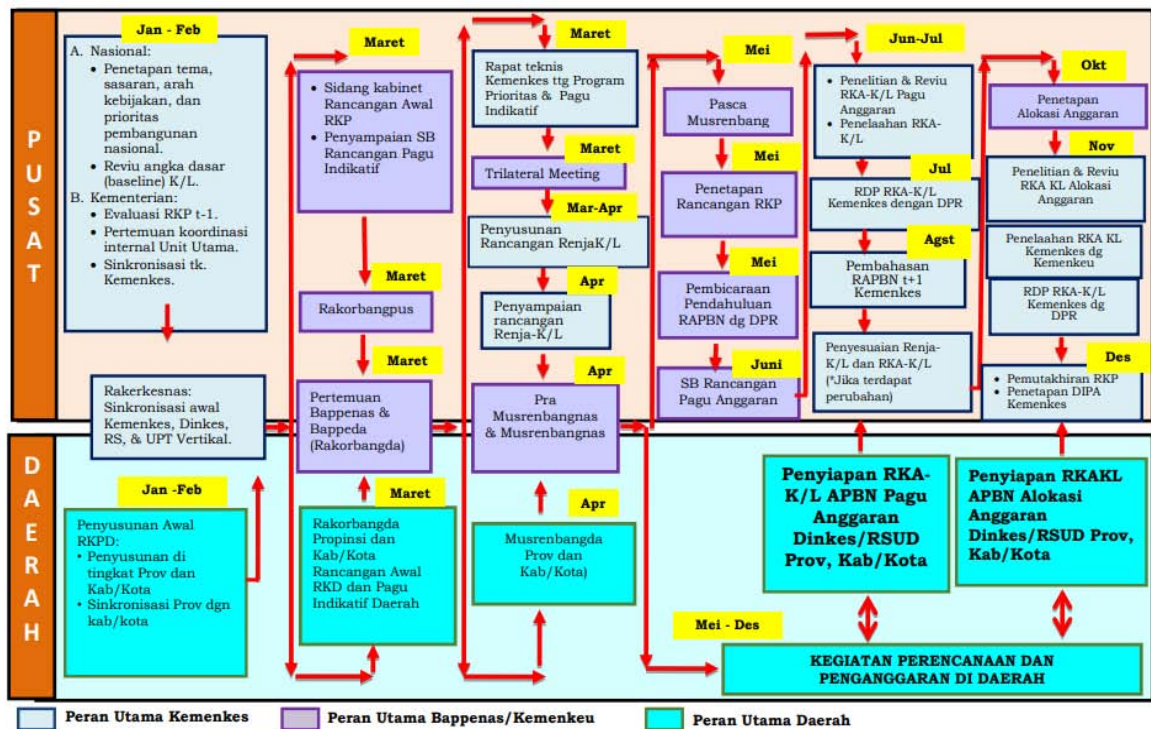 PUSAT
Jan - Feb
A. Nasional:
• Penetapan tema,
sasaran, arah
kebijakan, dan
prioritas
pembangunan
nasional.
• Reviu angka dasar
(baseline) K/L.
B. Kementerian:
• Evaluasi RKP t-1.
• Pertemuan koordinasi
internal Unit Utama.
• Sinkronisasi tk.
Kemenkes.
Rakerkesnas:
Sinkronisasi awal
Kemenkes, Dinkes,
RS, & UPT Vertikal.
Maret
• Sidang kabinet
Rancangan Awal
RKP
• Penyampaian SB
Rancangan Pagu
Indikatif
Maret
Rakorbangpus
Maret
Pertemuan
Bappenas &
Bappeda
(Rakorbangda)
Maret
Rapat teknis
Kemenkes ttg Program
Prioritas & Pagu
Indikatif
Maret
Trilateral Meeting
Mar-Apr
Penyusunan
Rancangan RenjaK/L
Apr
Penyampaian
rancangan
Renja-K/L
Apr
Pra
Musrenbangnas
& Musrenbangnas
Mei
Pasca
Musrenbang
Mei
Penetapan
Rancangan RKP
Mei
Pembicaraan
Pendahuluan
RAPBN dg DPR
Juni
SB Rancangan
Pagu Anggaran
Jun-Jul
• Penelitian & Reviu
RKA-K/L Pagu
Anggaran
• Penelaahan RKA-
K/L
Jul
RDP RKA-K/L
Kemenkes dengan DPR
Agst
Pembahasan
RAPBN t+1
Kemenkes
Penyesuaian Renja-
K/L dan RKA-K/L
(*Jika terdapat
perubahan)
Okt
Penetapan
Alokasi Anggaran
Nov
Penelitian & Reviu
RKA KL Alokasi
Anggaran
Penelaahan RKA KL
Kemenkes dg
Kemenkeu
RDP RKA-K/L
Kemenkes dg
DPR
Des
• Pemutakhiran RKP
• Penetapan DIPA
Kemenkes
DAERAH
Jan -Feb
Penyusunan Awal
RKPD:
• Penyusunan di
tingkat Prov dan
Kab/Kota
• Sinkronisasi Prov dgn
kab/kota
Maret
Rakorbangda
Propinsi dan
Kab/Kota
Rancangan Awal
RKD dan Pagu
Indikatif Daerah
Apr
Musrenbangda
Prov dan
Kab/Kota)
Penyiapan RKA-
K/L APBN Pagu
Anggaran
Dinkes/RSUD
Prov, Kab/Kota
Penyiapan RKAKL
APBN Alokasi
Anggaran
Dinkes/RSUD Prov,
Kab/Kota
Mei - Des
KEGIATAN PERENCANAAN DAN
PENGANGGARAN DI DAERAH
Peran Utama Kemenkes
Peran Utama Bappenas/Kemenkeu
Peran Utama Daerah